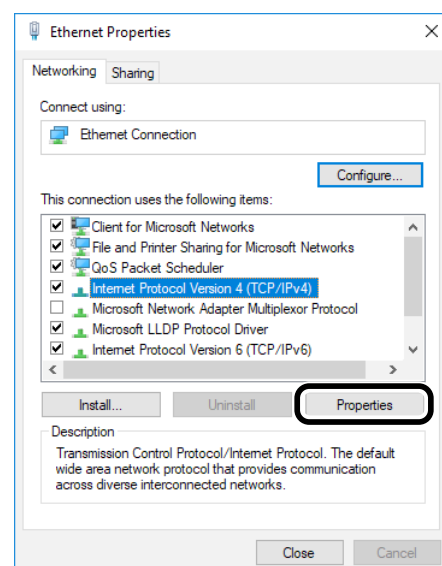 Ethernet Properties
Networking Sharing
Connect using:
Ethernet Connection
Configure...
This connection uses the following items:
Client for Microsoft Networks
File and Printer Sharing for Microsoft Networks
QoS Packet Scheduler
Internet Protocol Version 4 (TCP/IPv4)
Microsoft Network Adapter Multiplexor Protocol
Microsoft LLDP Protocol Driver
Internet Protocol Version 6 (TCP/IPv6)
Install... Uninstall Properties
Description
Transmission Control Protocol/Internet Protocol. The default
wide area network protocol that provides communication
across diverse interconnected networks.
Close Cancel